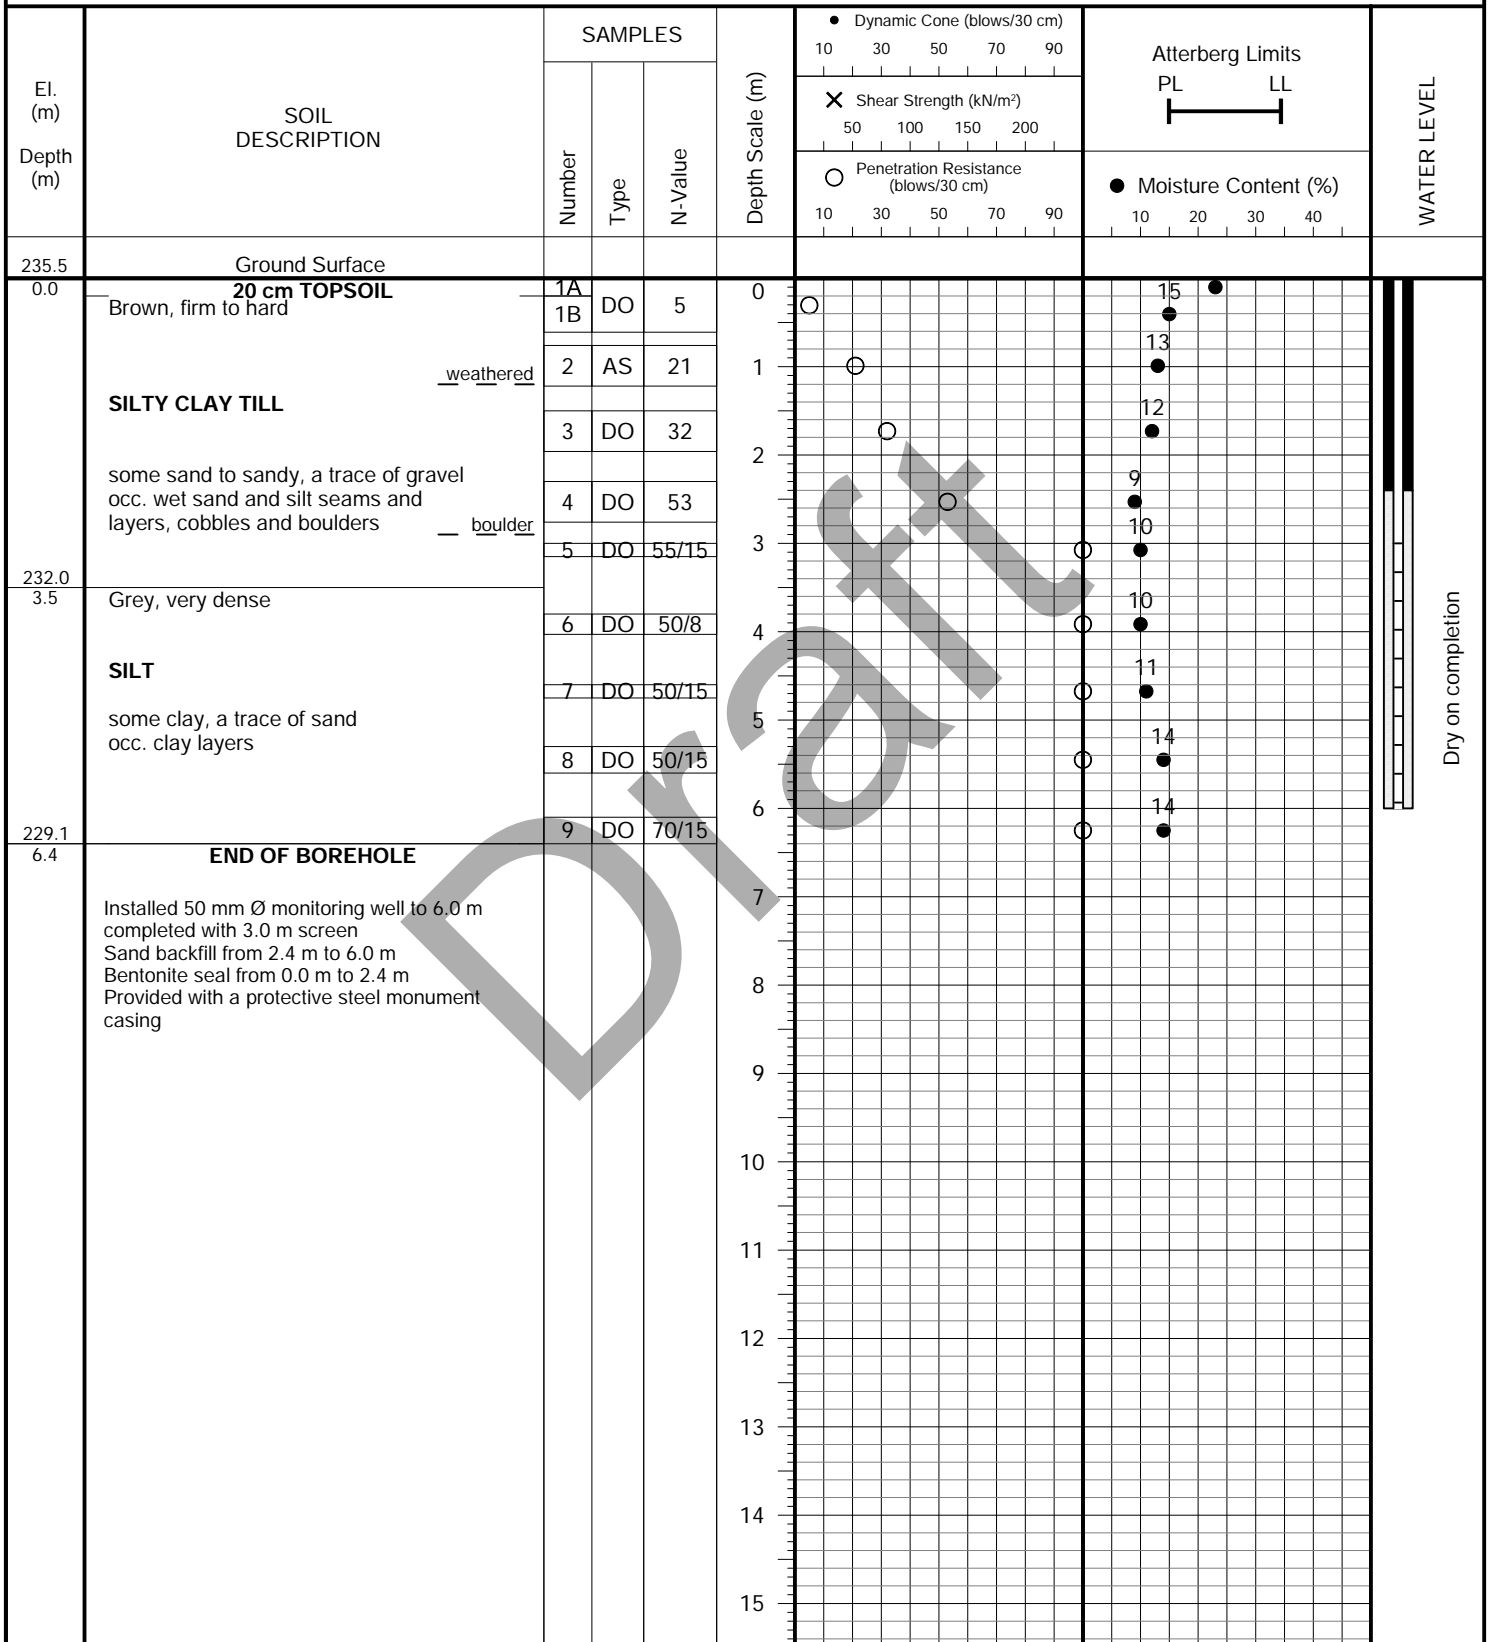 El.
(m)
Depth
(m)
SOIL
DESCRIPTION
SAMPLES
Number
Type
N-Value
Depth Scale (m)
● Dynamic Cone (blows/30 cm)
10 30 50 70 90
✕ Shear Strength (kN/m²)
50 100 150 200
○ Penetration Resistance
(blows/30 cm)
10 30 50 70 90
Atterberg Limits
PL LL
● Moisture Content (%)
10 20 30 40
WATER LEVEL
235.5 Ground Surface
0.0 20 cm TOPSOIL 1A 0
Brown, firm to hard 1B DO 5 15
13
weathered 2 AS 21 1
SILTY CLAY TILL 12
3 DO 32
2
some sand to sandy, a trace of gravel 9
occ. wet sand and silt seams and 4 DO 53
layers, cobbles and boulders boulder 10
5 DO 55/15 3
232.0
3.5 Grey, very dense 10
6 DO 50/8 4
SILT 11
7 DO 50/15
some clay, a trace of sand 5
occ. clay layers 14
8 DO 50/15
6 14
229.1 9 DO 70/15
6.4 END OF BOREHOLE
7
Installed 50 mm Ø monitoring well to 6.0 m
completed with 3.0 m screen
Sand backfill from 2.4 m to 6.0 m
Bentonite seal from 0.0 m to 2.4 m
8
Provided with a protective steel monument
casing
9
10
11
12
13
14
15
Dry on completion
Draft